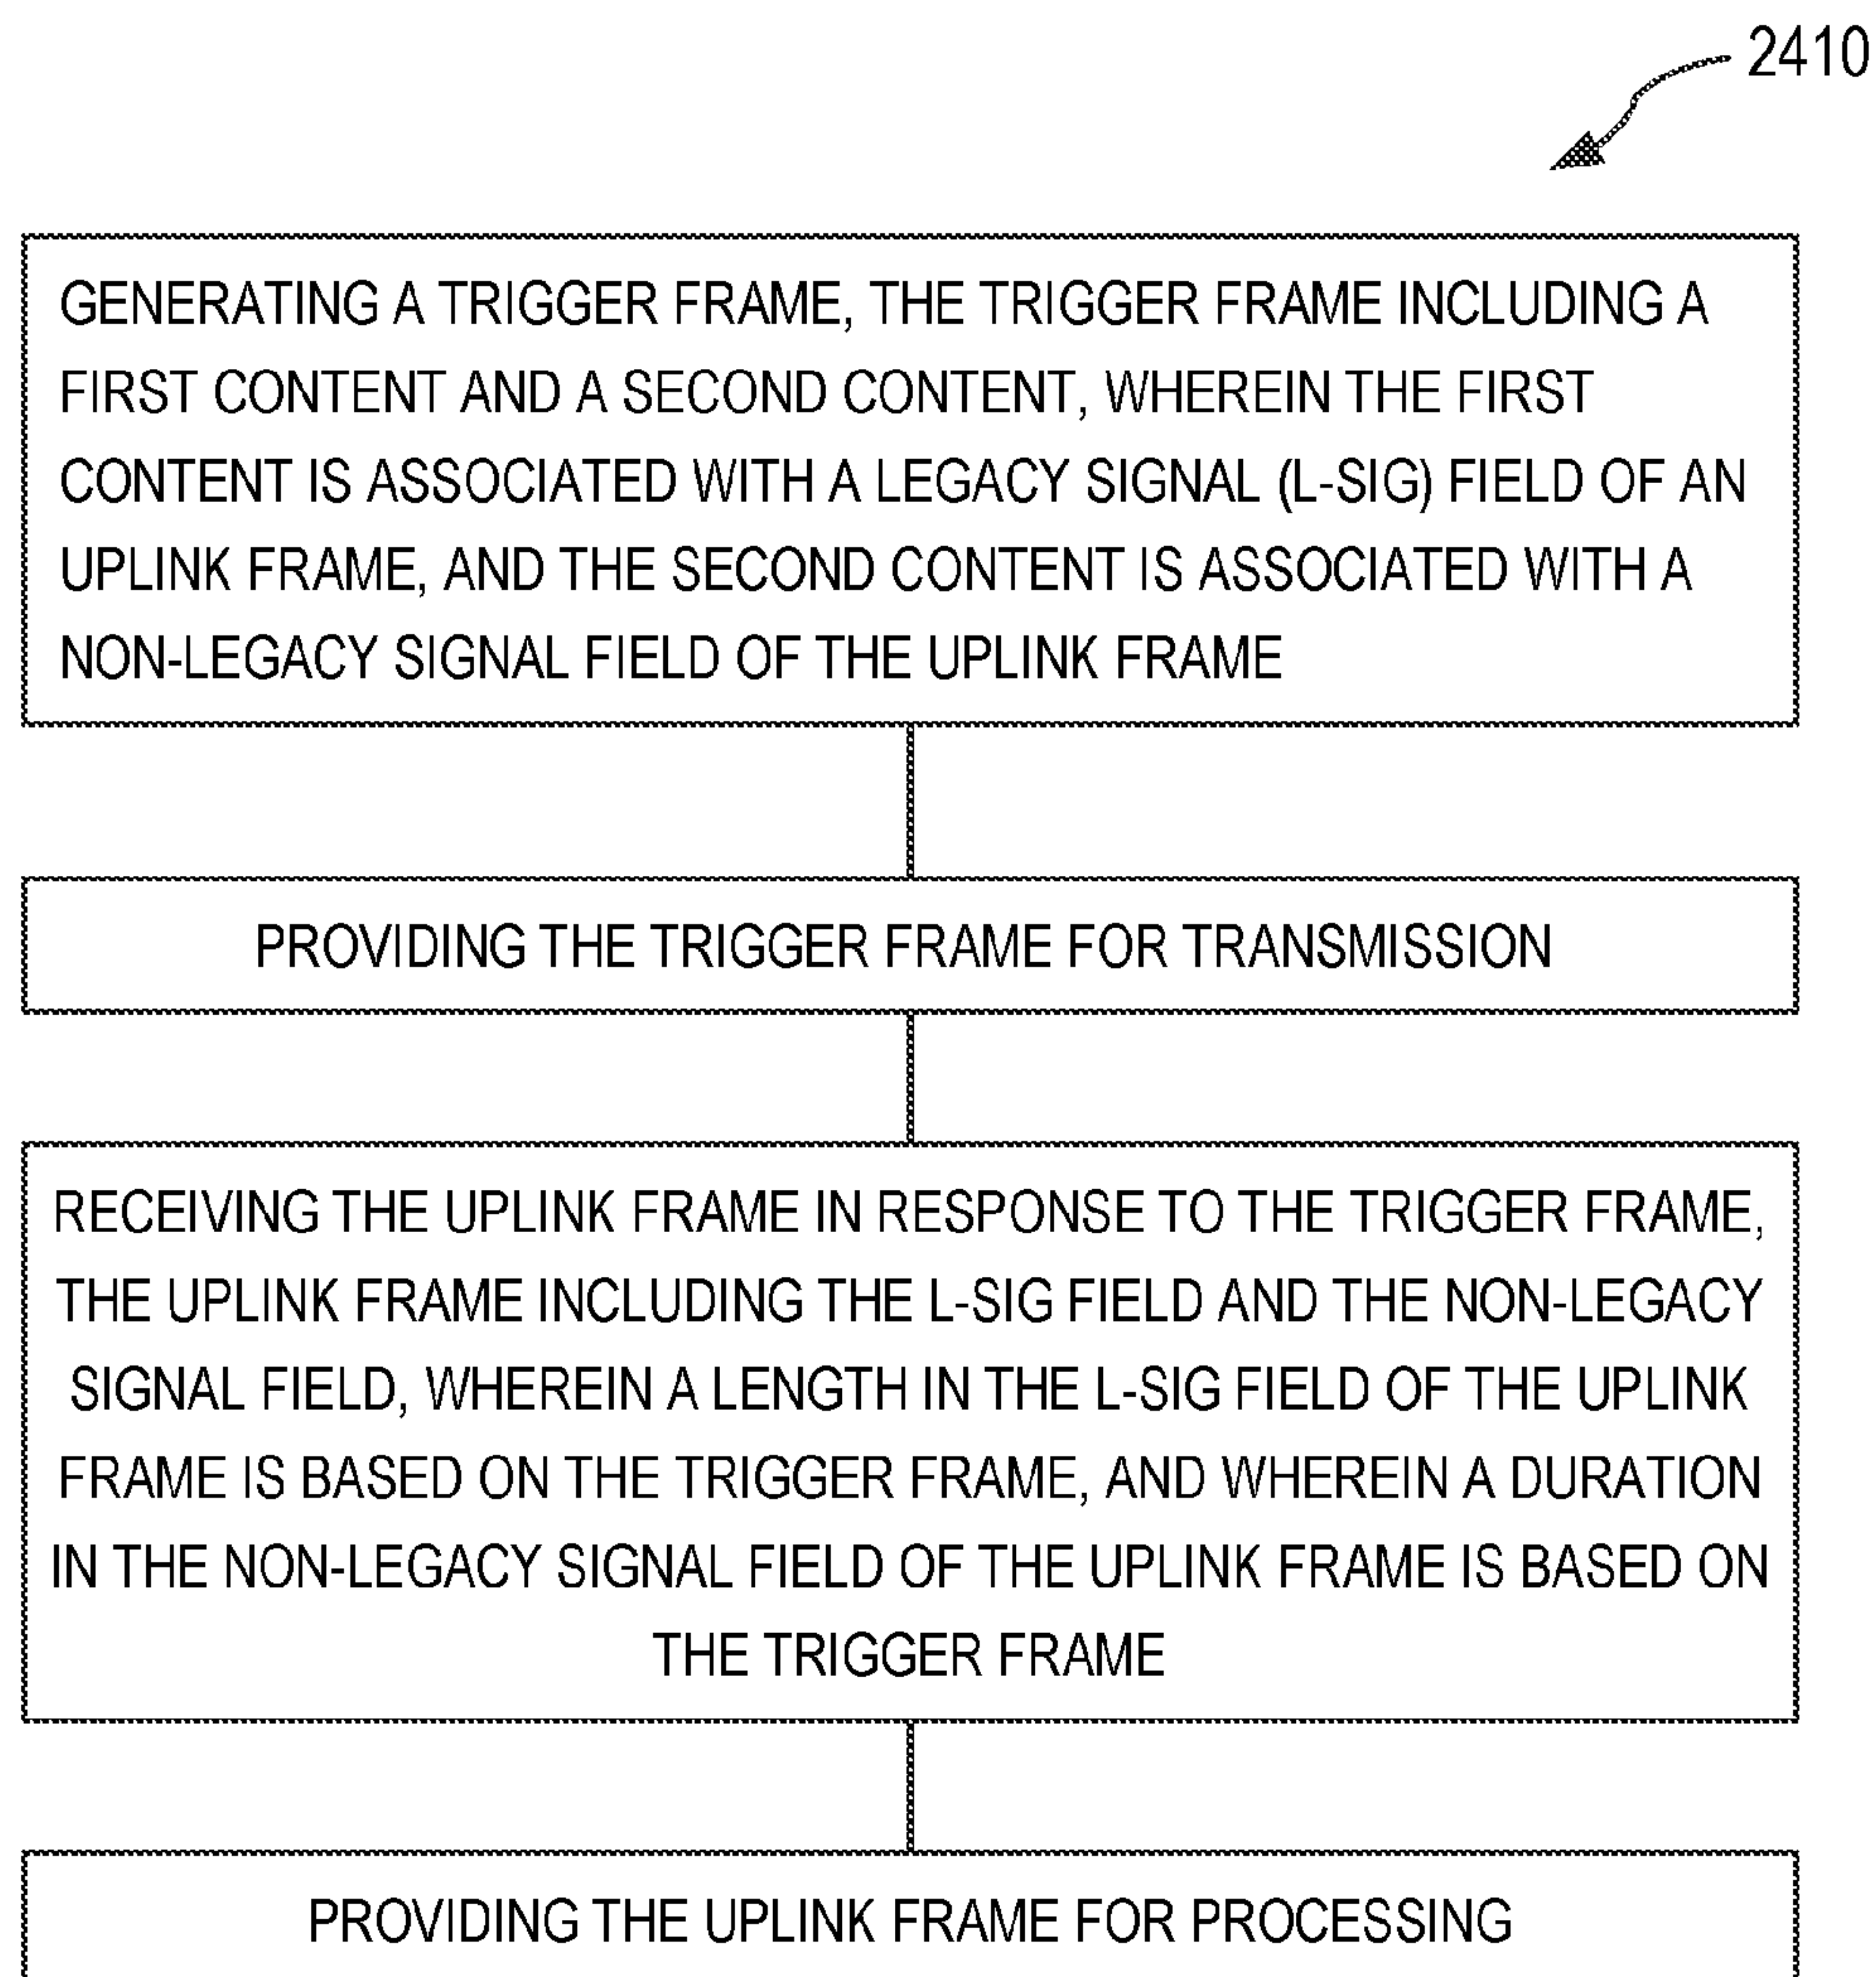 2410
GENERATING A TRIGGER FRAME, THE TRIGGER FRAME INCLUDING A
FIRST CONTENT AND A SECOND CONTENT, WHEREIN THE FIRST
CONTENT IS ASSOCIATED WITH A LEGACY SIGNAL (L-SIG) FIELD OF AN
UPLINK FRAME, AND THE SECOND CONTENT IS ASSOCIATED WITH A
NON-LEGACY SIGNAL FIELD OF THE UPLINK FRAME
PROVIDING THE TRIGGER FRAME FOR TRANSMISSION
RECEIVING THE UPLINK FRAME IN RESPONSE TO THE TRIGGER FRAME,
THE UPLINK FRAME INCLUDING THE L-SIG FIELD AND THE NON-LEGACY
SIGNAL FIELD, WHEREIN A LENGTH IN THE L-SIG FIELD OF THE UPLINK
FRAME IS BASED ON THE TRIGGER FRAME, AND WHEREIN A DURATION
IN THE NON-LEGACY SIGNAL FIELD OF THE UPLINK FRAME IS BASED ON
THE TRIGGER FRAME
PROVIDING THE UPLINK FRAME FOR PROCESSING